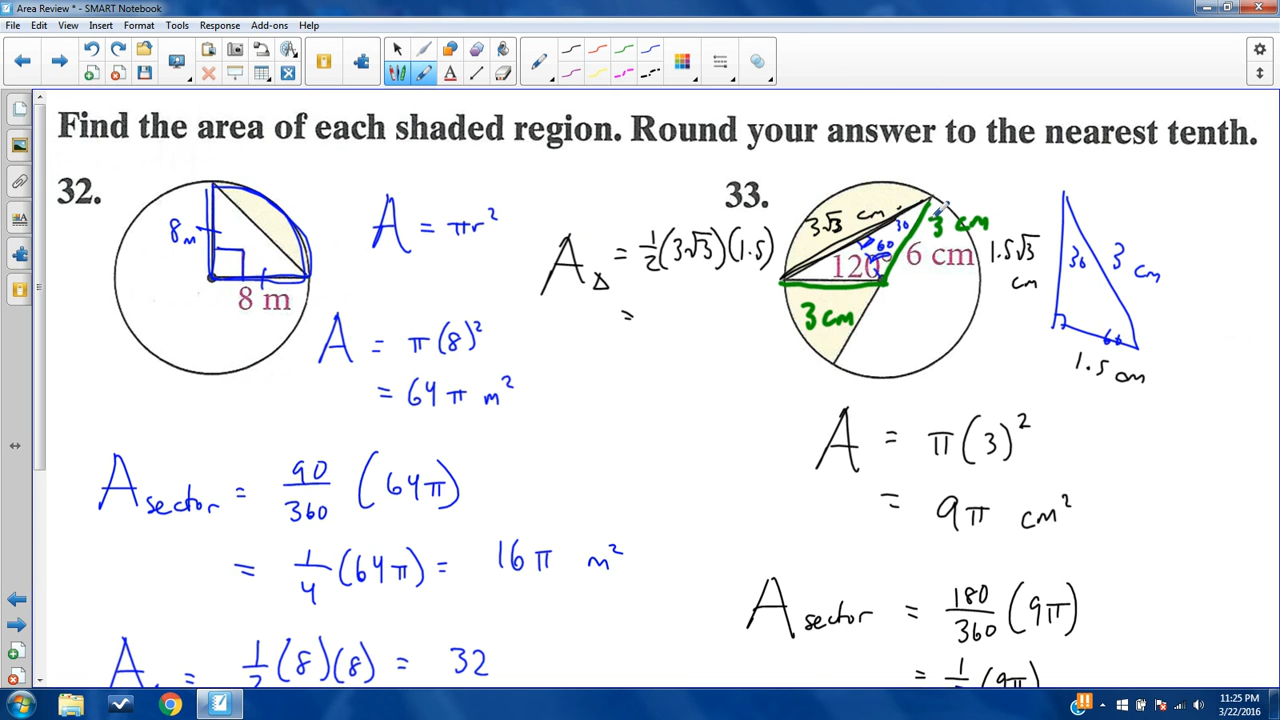 Area Review * - SMART Notebook
File Edit View Insert Format Tools Response Add-ons Help
Find the area of each shaded region. Round your answer to the nearest tenth.
32.
8m
8 m
A = πr²
A = π(8)²
= 64π m²
A sector = 90/360 (64π)
= 1/4 (64π) = 16π m²
= 1/2 (8)(8) = 32
33.
A△ = 1/2 (3√3)(1.5)
=
3√3 cm
30
60
120°
3 cm
6 cm
3 cm
1.5√3 cm
30
3 cm
60
1.5 cm
A = π(3)²
= 9π cm²
A sector = 180/360 (9π)
= 1/2 (9π)
11:25 PM
3/22/2016